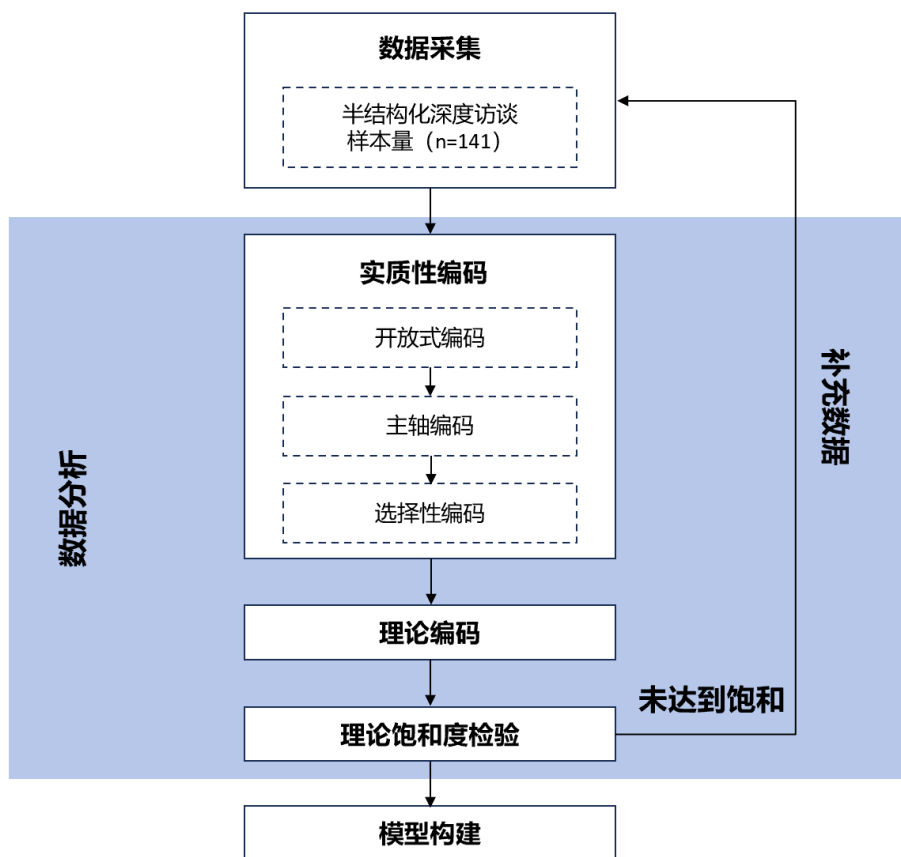 数据采集
半结构化深度访谈
样本量（n=141）
实质性编码
开放式编码
主轴编码
选择性编码
数据分析
补充数据
理论编码
未达到饱和
理论饱和度检验
模型构建